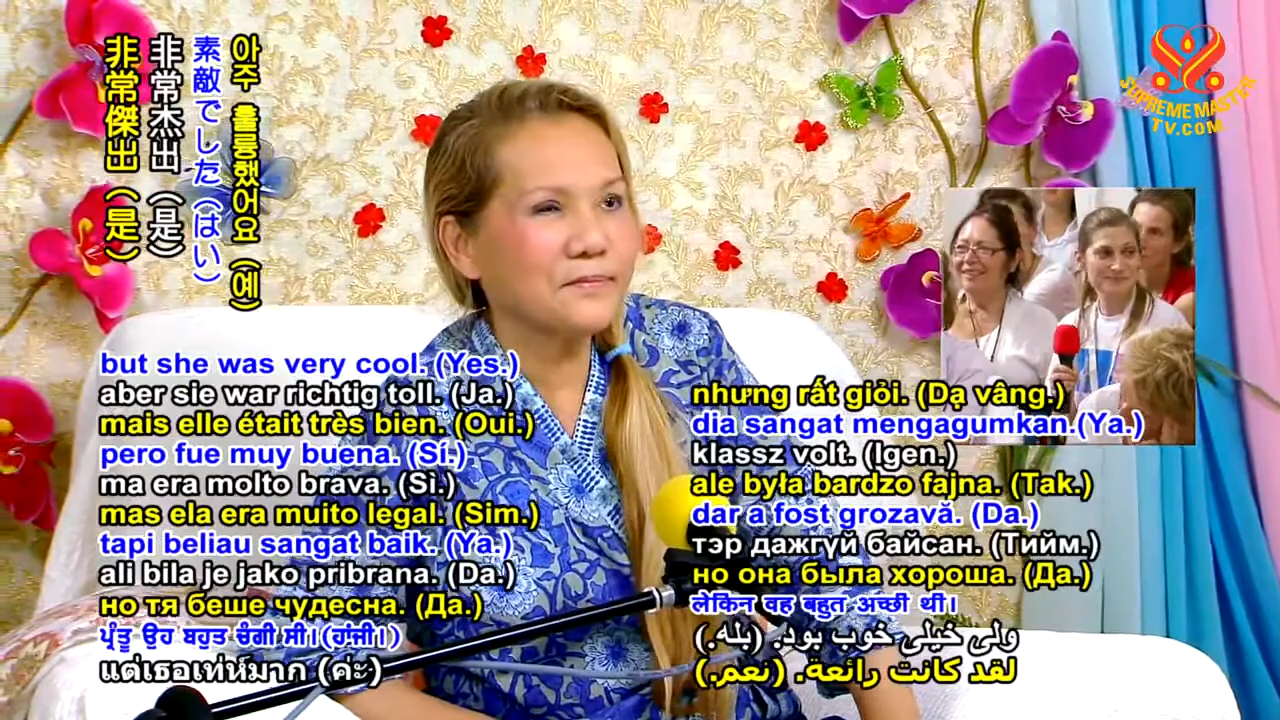 非常傑出（是）
非常杰出（是）
素敵でした（はい）
아주 훌륭했어요 (예)
SUPREME MASTER
TV.COM
but she was very cool. (Yes.)
aber sie war richtig toll. (Ja.)
mais elle était très bien. (Oui.)
pero fue muy buena. (Sí.)
ma era molto brava. (Sì.)
mas ela era muito legal. (Sim.)
tapi beliau sangat baik. (Ya.)
ali bila je jako pribrana. (Da.)
но тя беше чудесна. (Да.)
ਪ੍ਰੰਤੂ ਉਹ ਬਹੁਤ ਚੰਗੀ ਸੀ।(ਹਾਂਜੀ।)
แต่เธอเท่ห์มาก (ค่ะ)
nhưng rất giỏi. (Dạ vâng.)
dia sangat mengagumkan.(Ya.)
klassz volt. (Igen.)
ale była bardzo fajna. (Tak.)
dar a fost grozavă. (Da.)
тэр дажгүй байсан. (Тийм.)
но она была хороша. (Да.)
लेकिन वह बहुत अच्छी थी।
ولی خیلی خوب بود. (بله.)
لقد كانت رائعة. (نعم.)